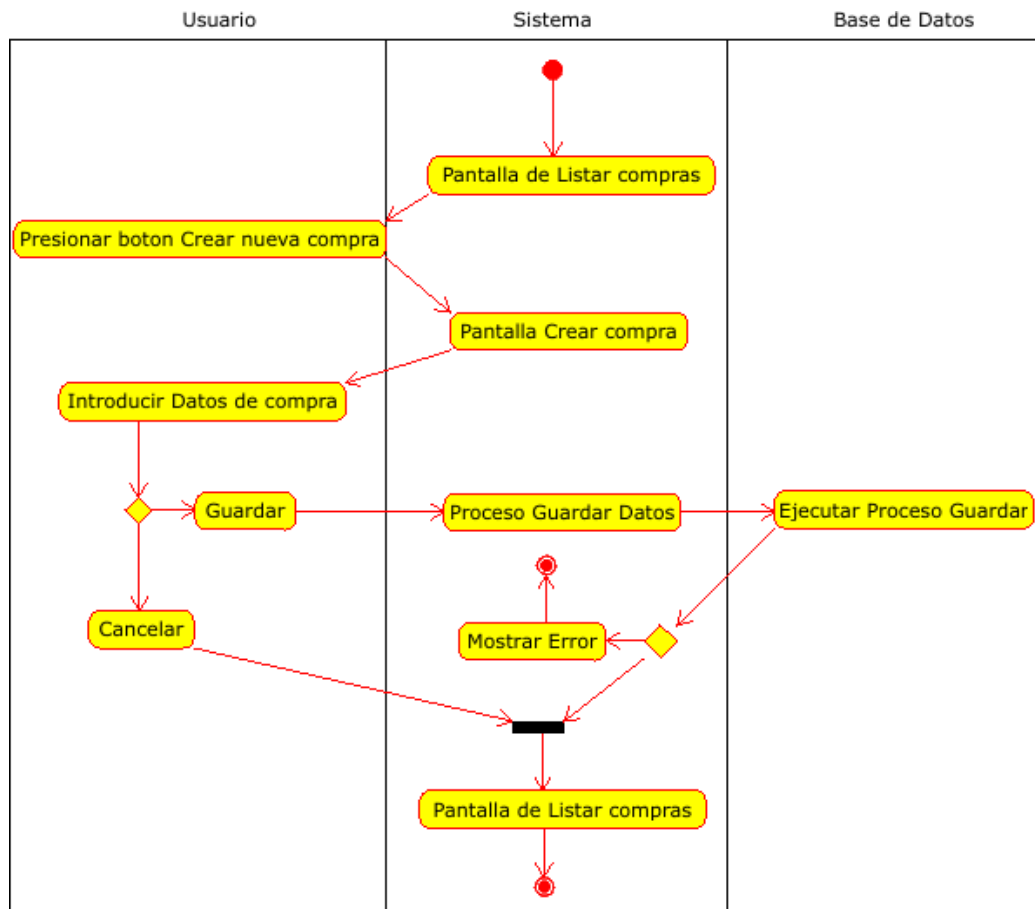 Usuario
Sistema
Base de Datos
Pantalla de Listar compras
Presionar boton Crear nueva compra
Pantalla Crear compra
Introducir Datos de compra
Guardar
Proceso Guardar Datos
Ejecutar Proceso Guardar
Cancelar
Mostrar Error
Pantalla de Listar compras